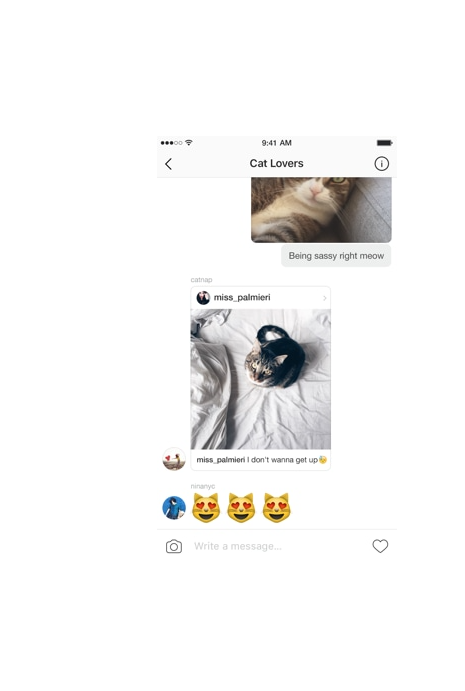 9:41 AM
Cat Lovers
Being sassy right meow
catnap
miss_palmieri
miss_palmieri I don't wanna get up
ninanyc
Write a message...